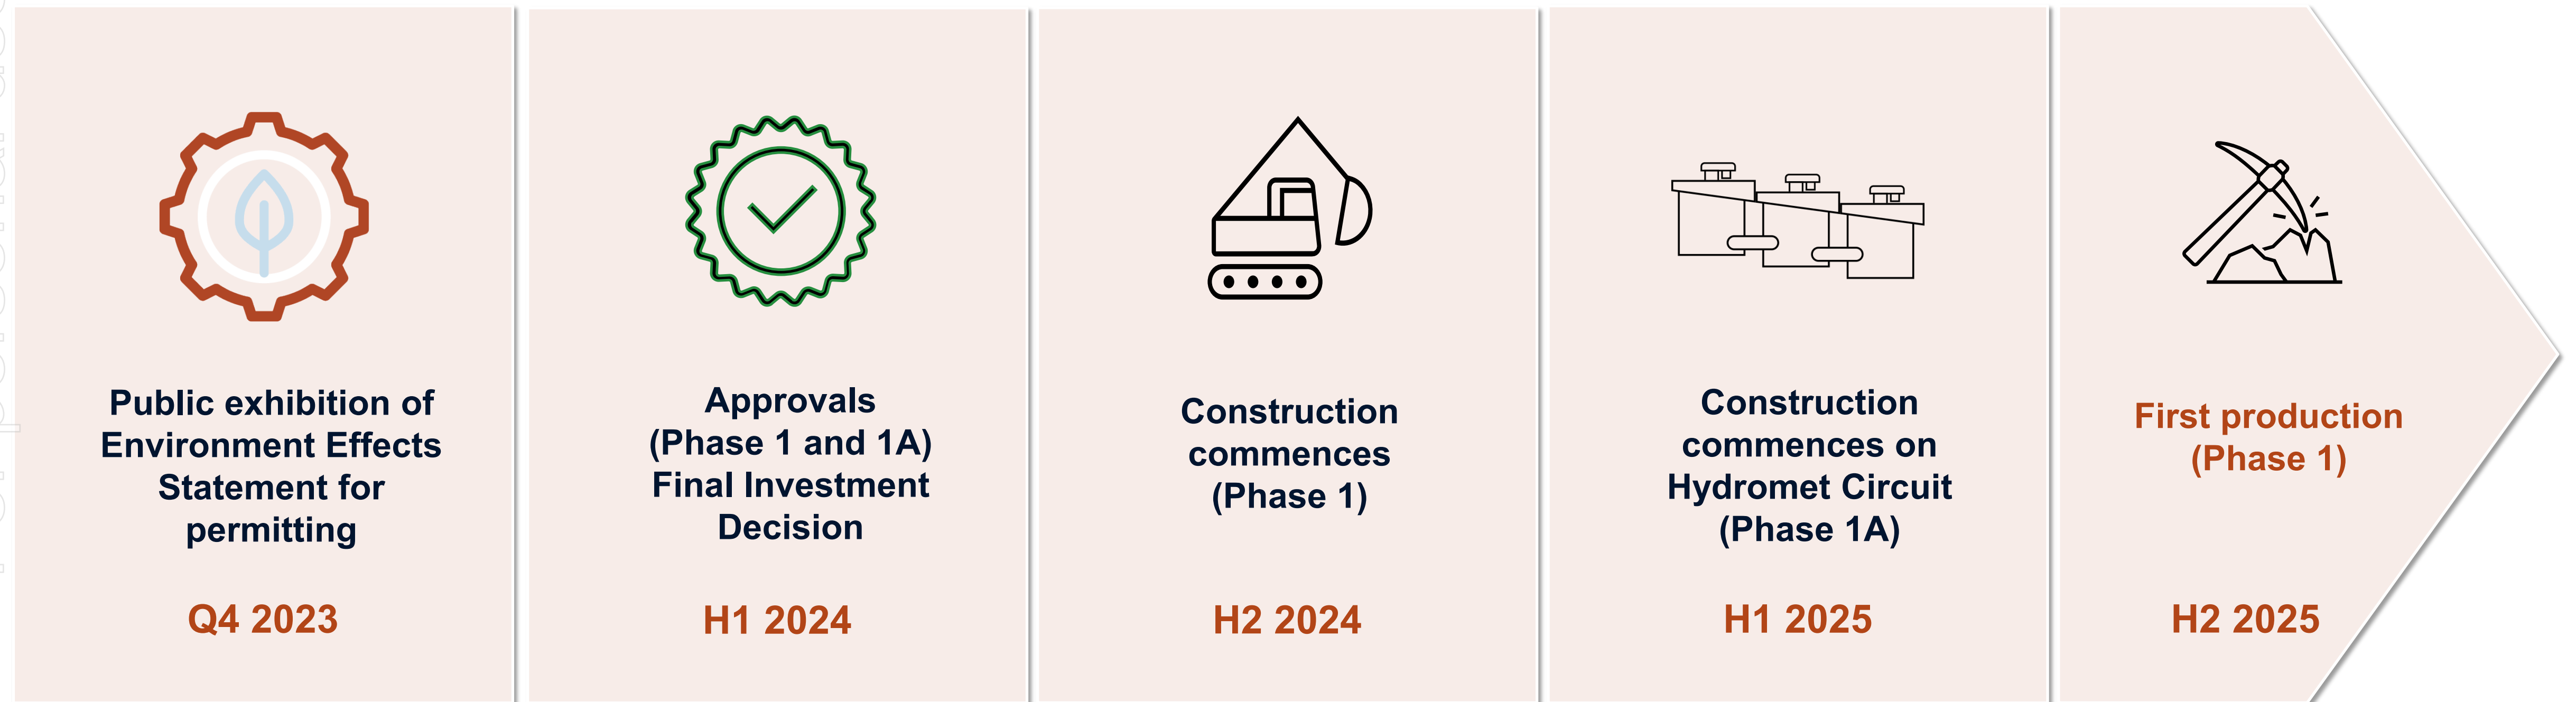 Public exhibition of
Environment Effects
Statement for
permitting
Q4 2023
Approvals
(Phase 1 and 1A)
Final Investment
Decision
H1 2024
Construction
commences
(Phase 1)
H2 2024
Construction
commences on
Hydromet Circuit
(Phase 1A)
H1 2025
First production
(Phase 1)
H2 2025